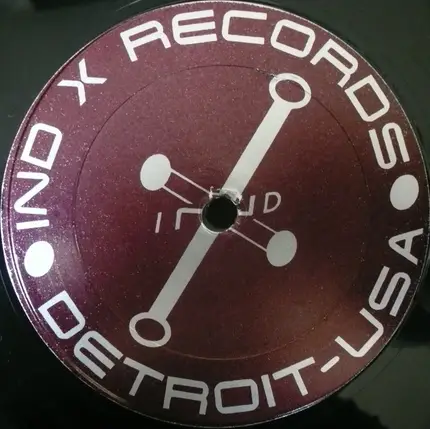 IND X RECORDS
DETROIT-USA